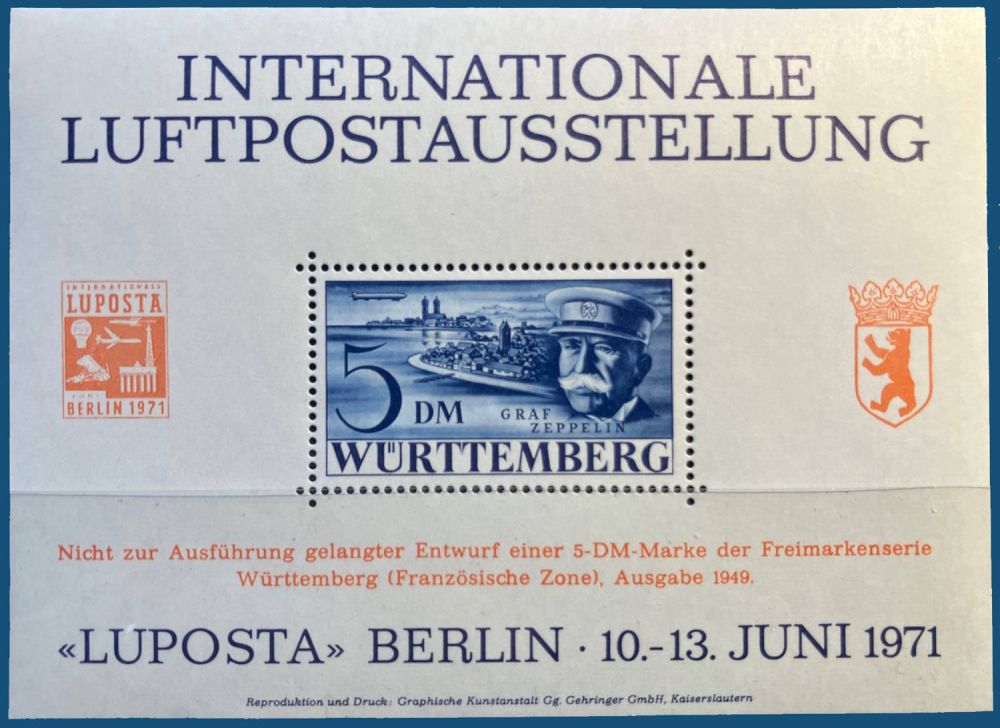 INTERNATIONALE
LUFTPOSTAUSSTELLUNG
INTERNATIONALE
LUPOSTA
JUNI
BERLIN 1971
5 DM
GRAF
ZEPPELIN
WÜRTTEMBERG
Nicht zur Ausführung gelangter Entwurf einer 5-DM-Marke der Freimarkenserie
Württemberg (Französische Zone), Ausgabe 1949.
«LUPOSTA» BERLIN · 10.-13. JUNI 1971
Reproduktion und Druck: Graphische Kunstanstalt Gg. Gehringer GmbH, Kaiserslautern